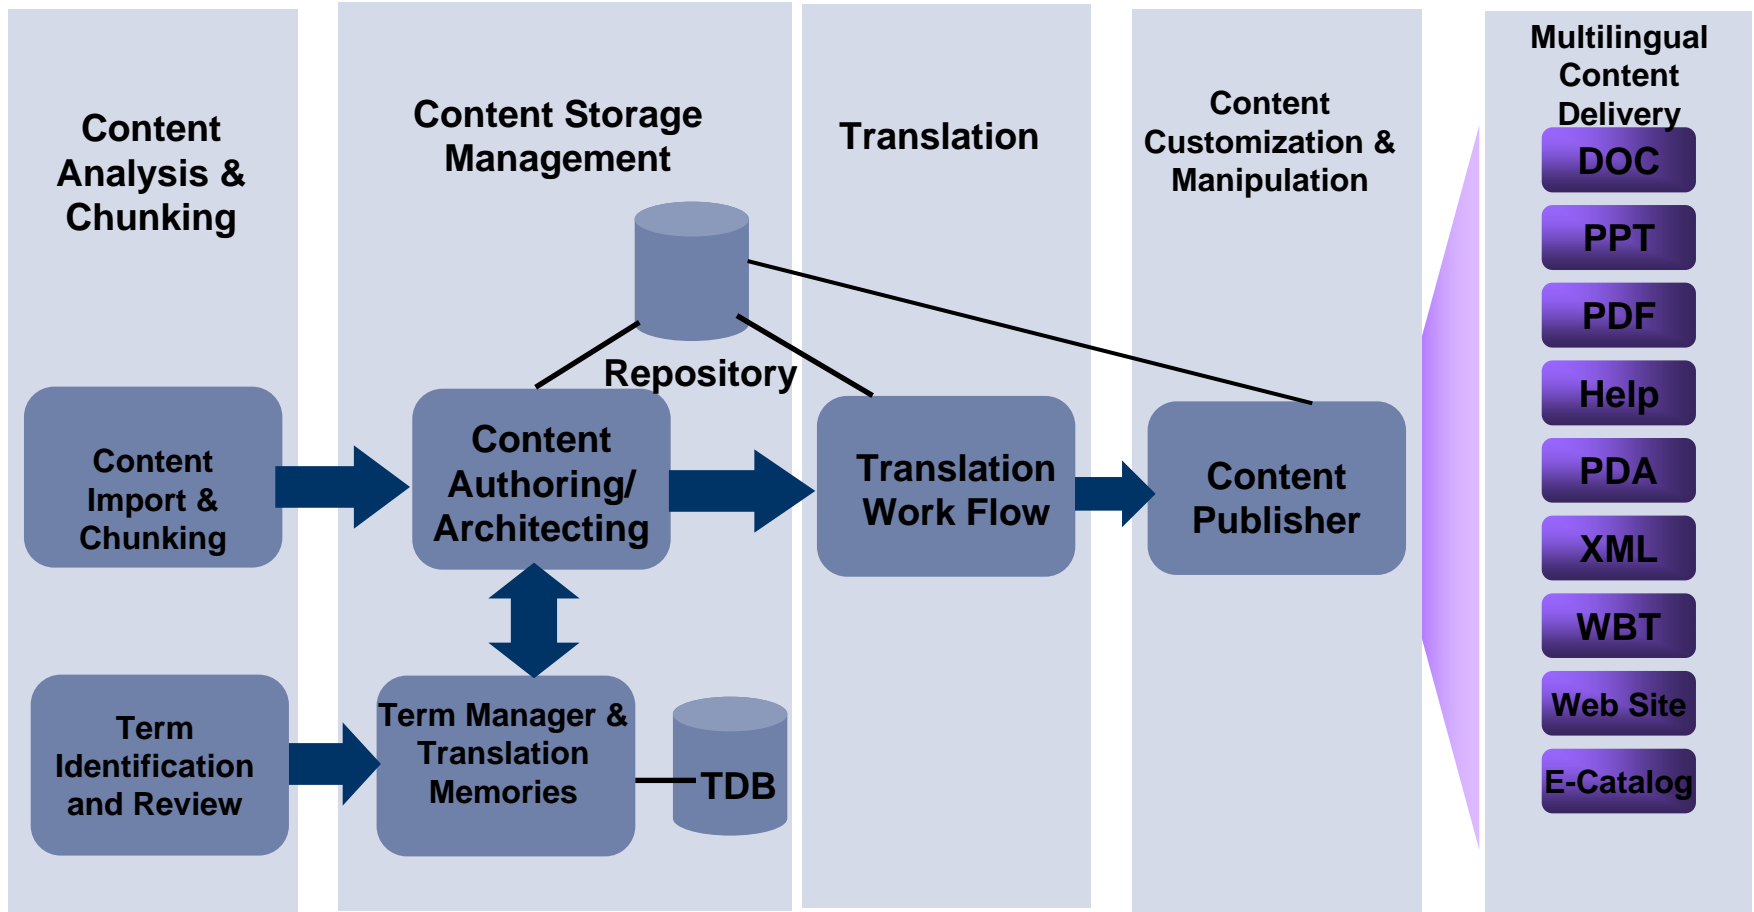 Content
Analysis &
Chunking
Content Storage
Management
Translation
Content
Customization &
Manipulation
Multilingual
Content
Delivery
Repository
Content
Import &
Chunking
Content
Authoring/
Architecting
Translation
Work Flow
Content
Publisher
Term
Identification
and Review
Term Manager &
Translation
Memories
TDB
DOC
PPT
PDF
Help
PDA
XML
WBT
Web Site
E-Catalog